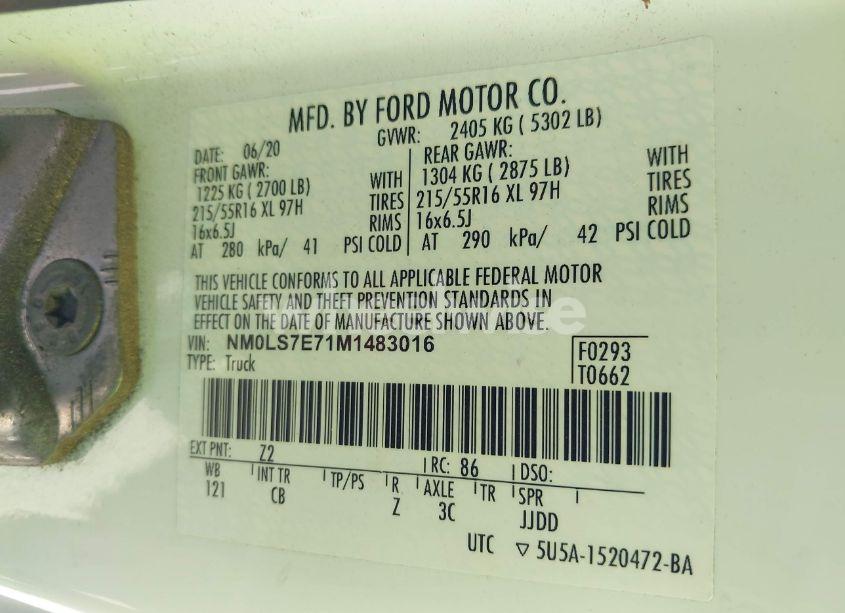 MFD. BY FORD MOTOR CO.
GVWR: 2405 KG ( 5302 LB)
DATE: 06/20
FRONT GAWR:
1225 KG ( 2700 LB)
215/55R16 XL 97H
16x6.5J
AT 280 kPa/ 41 PSI COLD
WITH
TIRES
RIMS
REAR GAWR:
1304 KG ( 2875 LB)
215/55R16 XL 97H
16x6.5J
AT 290 kPa/ 42 PSI COLD
WITH
TIRES
RIMS
THIS VEHICLE CONFORMS TO ALL APPLICABLE FEDERAL MOTOR
VEHICLE SAFETY AND THEFT PREVENTION STANDARDS IN
EFFECT ON THE DATE OF MANUFACTURE SHOWN ABOVE.
VIN: NM0LS7E71M1483016
TYPE: Truck
F0293
T0662
EXT PNT: Z2 RC: 86 DSO:
WB INT TR TP/PS R AXLE TR SPR
121 CB Z 3C JJDD
UTC ▽ 5U5A-1520472-BA